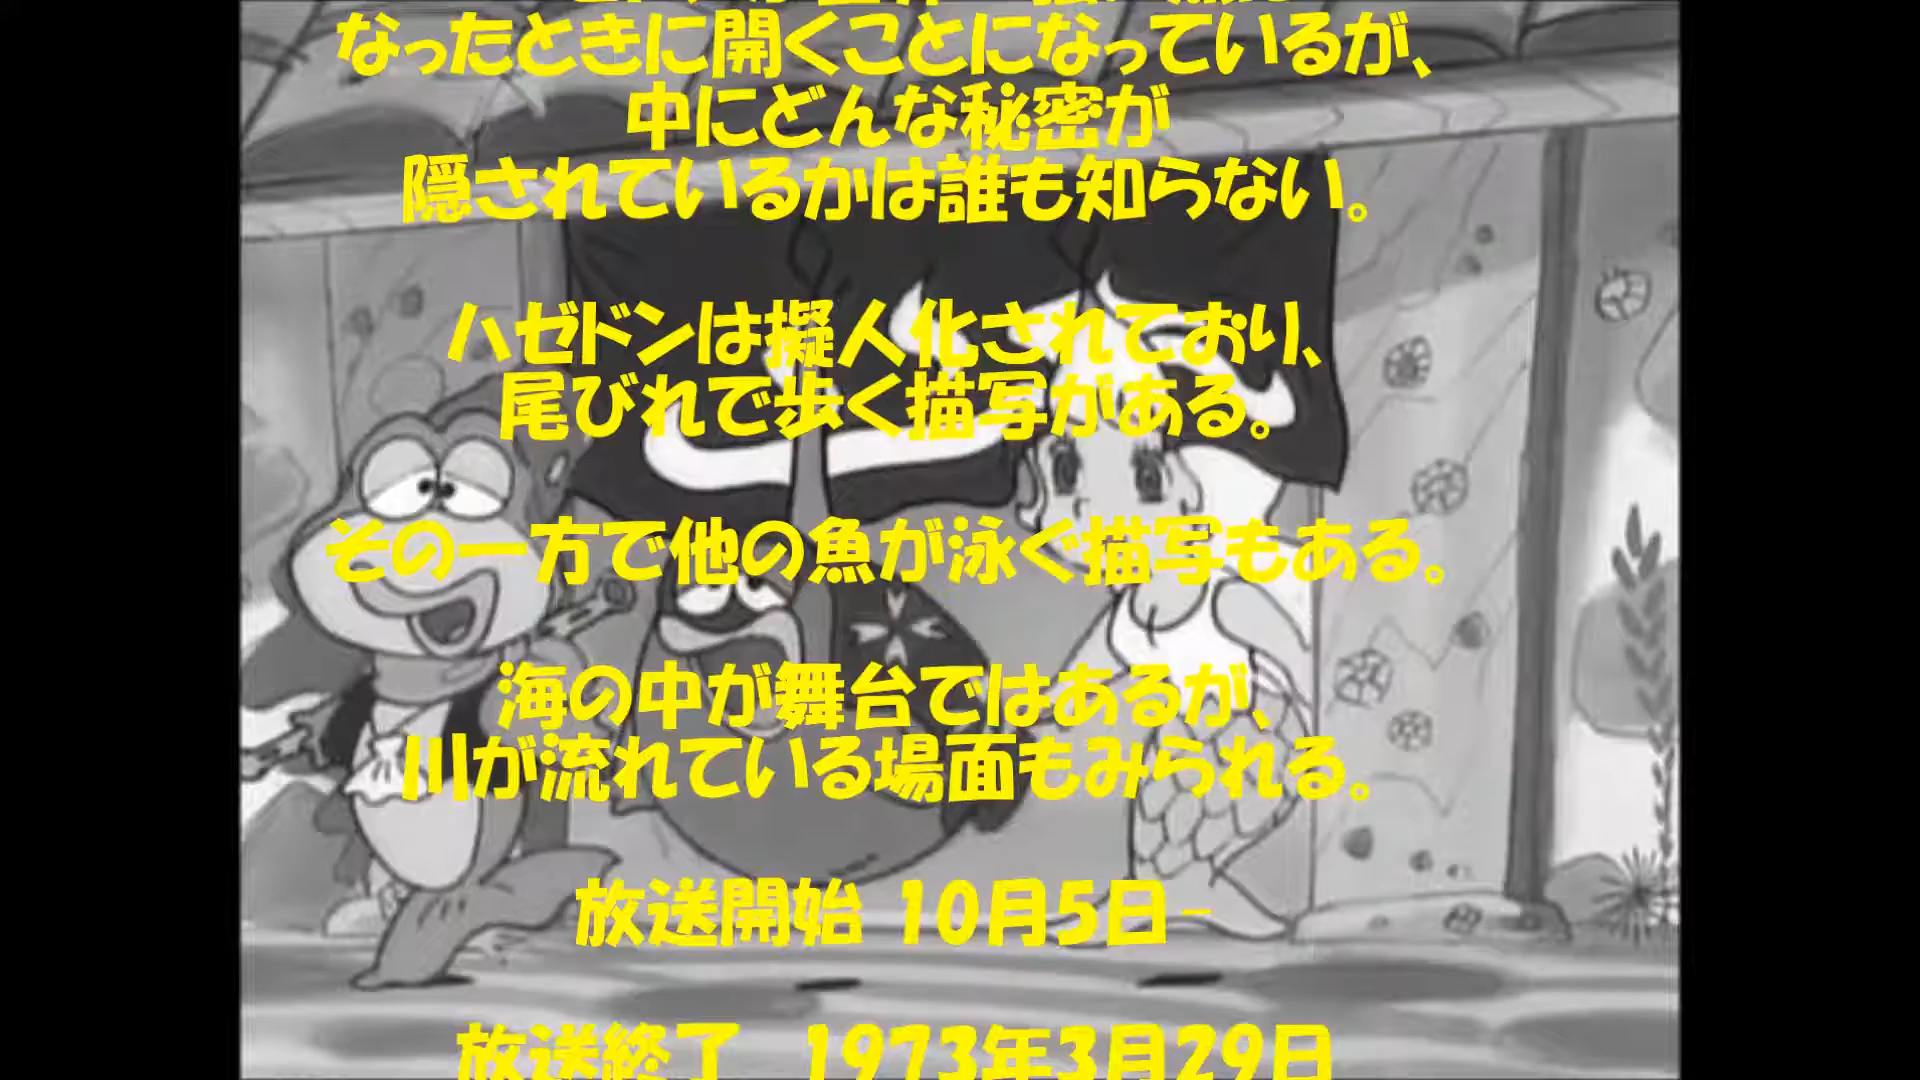 なったときに開くことになっているが、
中にどんな秘密が
隠されているかは誰も知らない。
ハゼドンは擬人化されており、
尾びれで歩く描写がある。
その一方で他の魚が泳ぐ描写もある。
海の中が舞台ではあるが、
川が流れている場面もみられる。
放送開始 10月5日-
放送終了 1973年3月29日